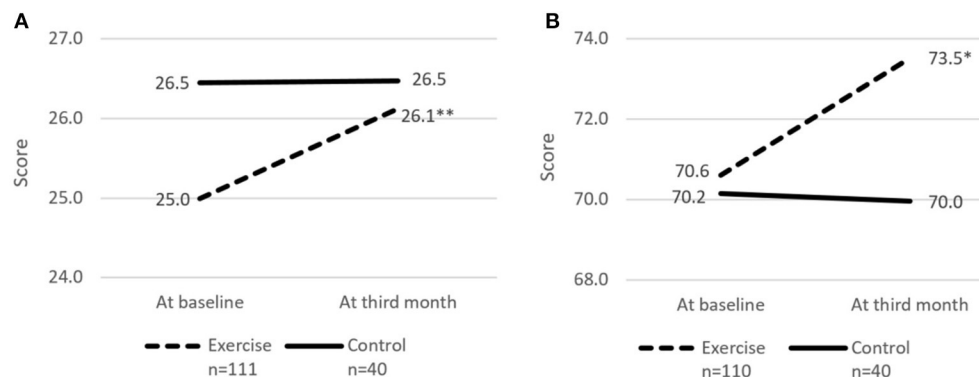 A
27.0
26.0
25.0
24.0
Score
26.5
26.5
26.1**
25.0
At baseline
At third month
Exercise
n=111
Control
n=40
B
74.0
72.0
70.0
68.0
Score
73.5*
70.6
70.2
70.0
At baseline
At third month
Exercise
n=110
Control
n=40